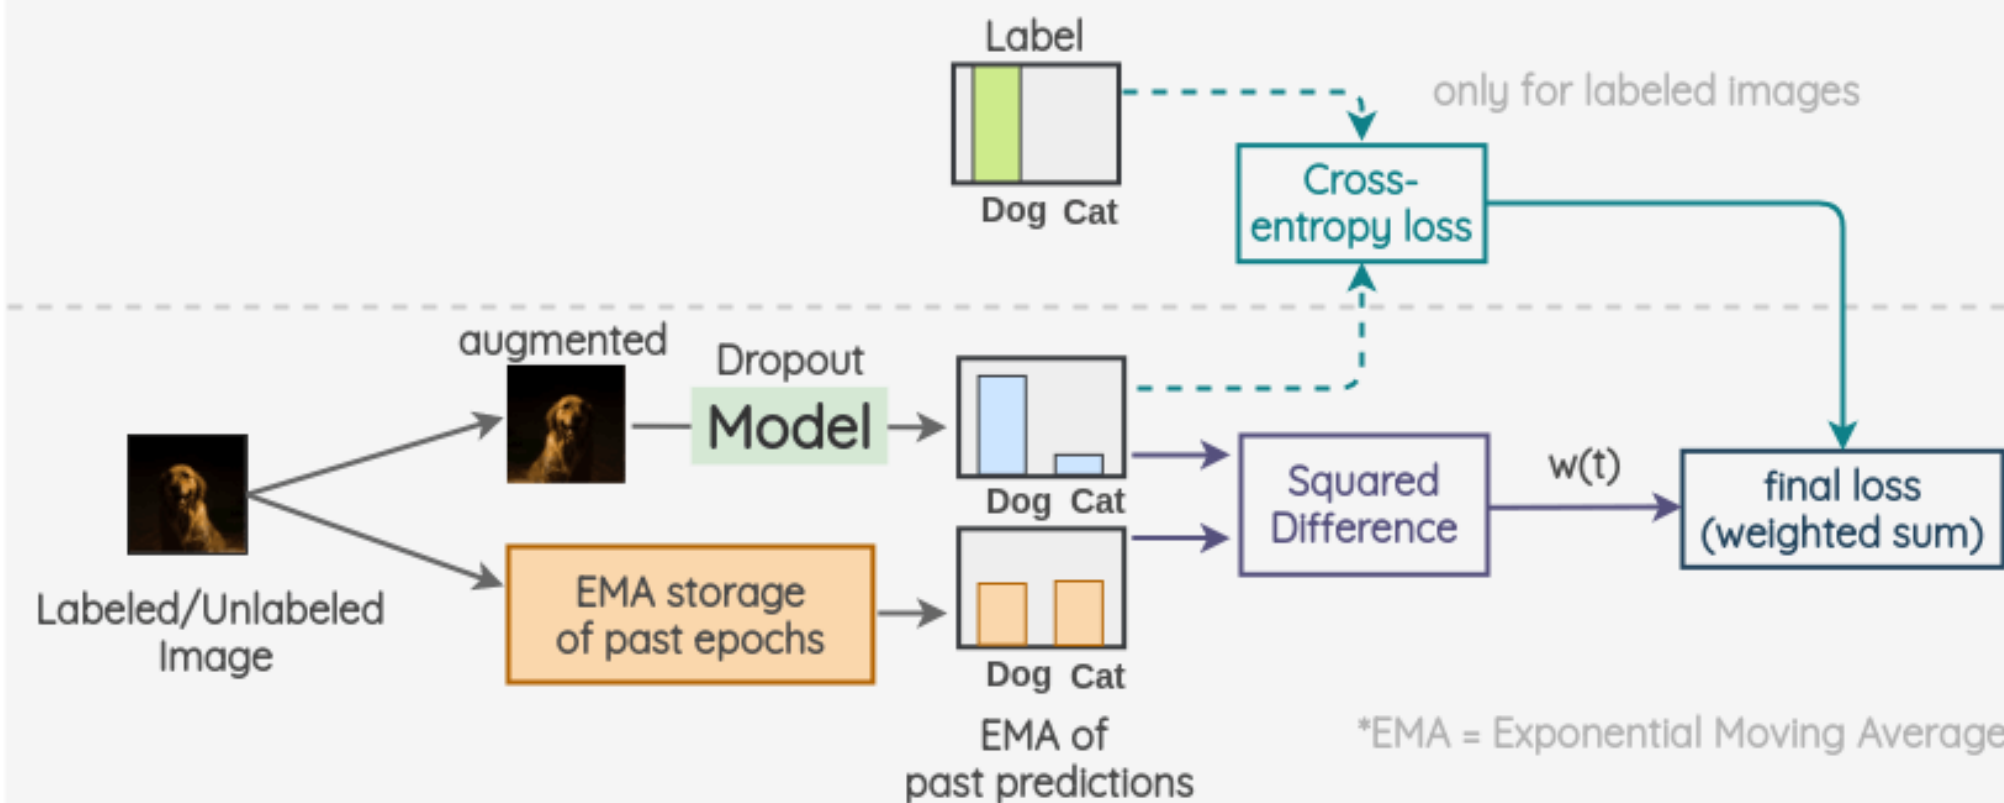 Label
only for labeled images
Cross-
entropy loss
Dog Cat
augmented
Dropout
Model
Dog Cat
Squared
Difference
w(t)
final loss
(weighted sum)
Labeled/Unlabeled
Image
EMA storage
of past epochs
Dog Cat
EMA of
past predictions
*EMA = Exponential Moving Average